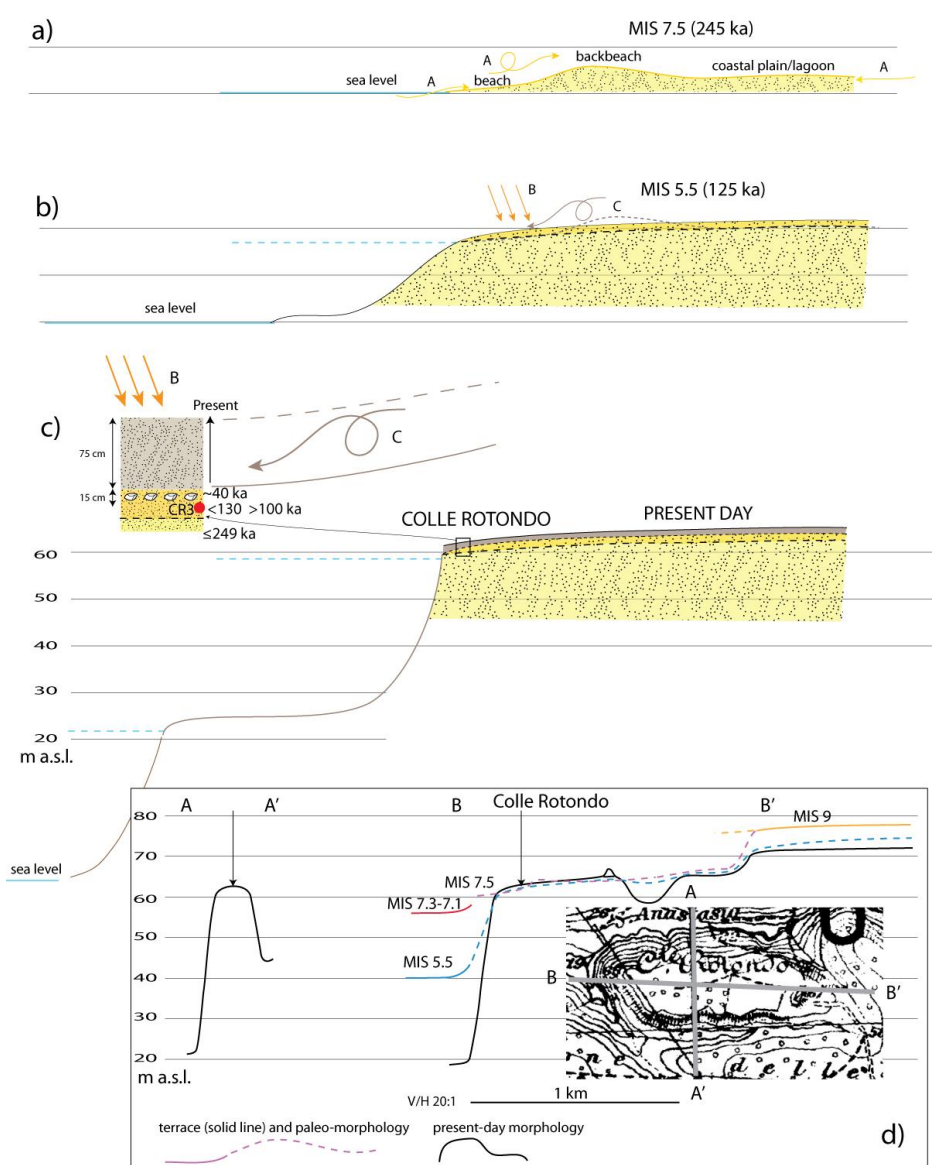 a)
MIS 7.5 (245 ka)
A
backbeach
sea level
A
beach
coastal plain/lagoon
A
b)
B
MIS 5.5 (125 ka)
C
sea level
B
c)
Present
75 cm
C
15 cm
~40 ka
CR3
<130 >100 ka
≤249 ka
COLLE ROTONDO
PRESENT DAY
60
50
40
30
20
m a.s.l.
sea level
A
A’
B
Colle Rotondo
B’
80
MIS 9
70
MIS 7.5
60
MIS 7.3-7.1
A
50
Anastasia
MIS 5.5
40
C. Rotondo
B
B’
30
20
n e
d e l l e
m a.s.l.
V/H 20:1
1 km
A’
terrace (solid line) and paleo-morphology
present-day morphology
d)